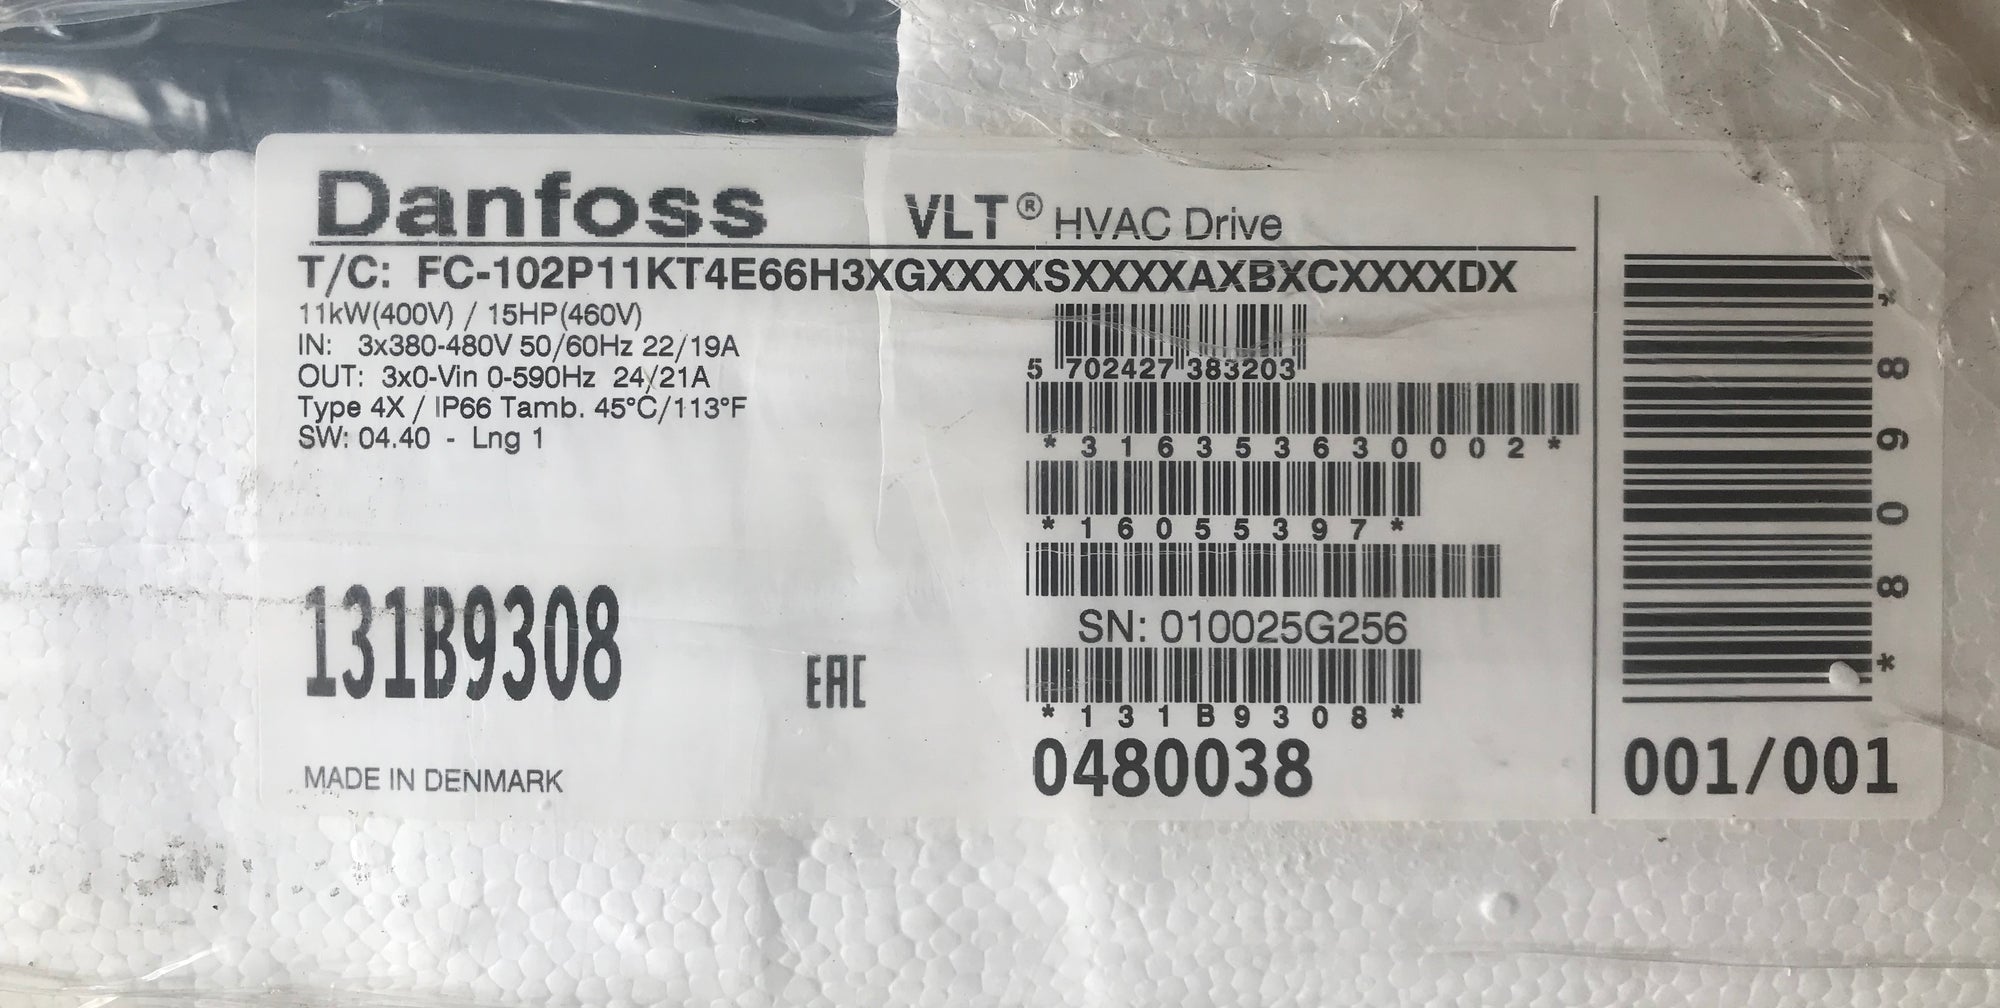 Danfoss
VLT® HVAC Drive
T/C: FC-102P11KT4E66H3XGXXXXSXXXXAXBXCXXXXDX
11kW(400V) / 15HP(460V)
IN: 3x380-480V 50/60Hz 22/19A
OUT: 3x0-Vin 0-590Hz 24/21A
Type 4X / IP66 Tamb. 45°C/113°F
SW: 04.40 - Lng 1
131B9308
EAC
MADE IN DENMARK
5 702427 383203
*316353630002*
*16055397*
SN: 010025G256
*131B9308*
0480038
*8908*
001/001